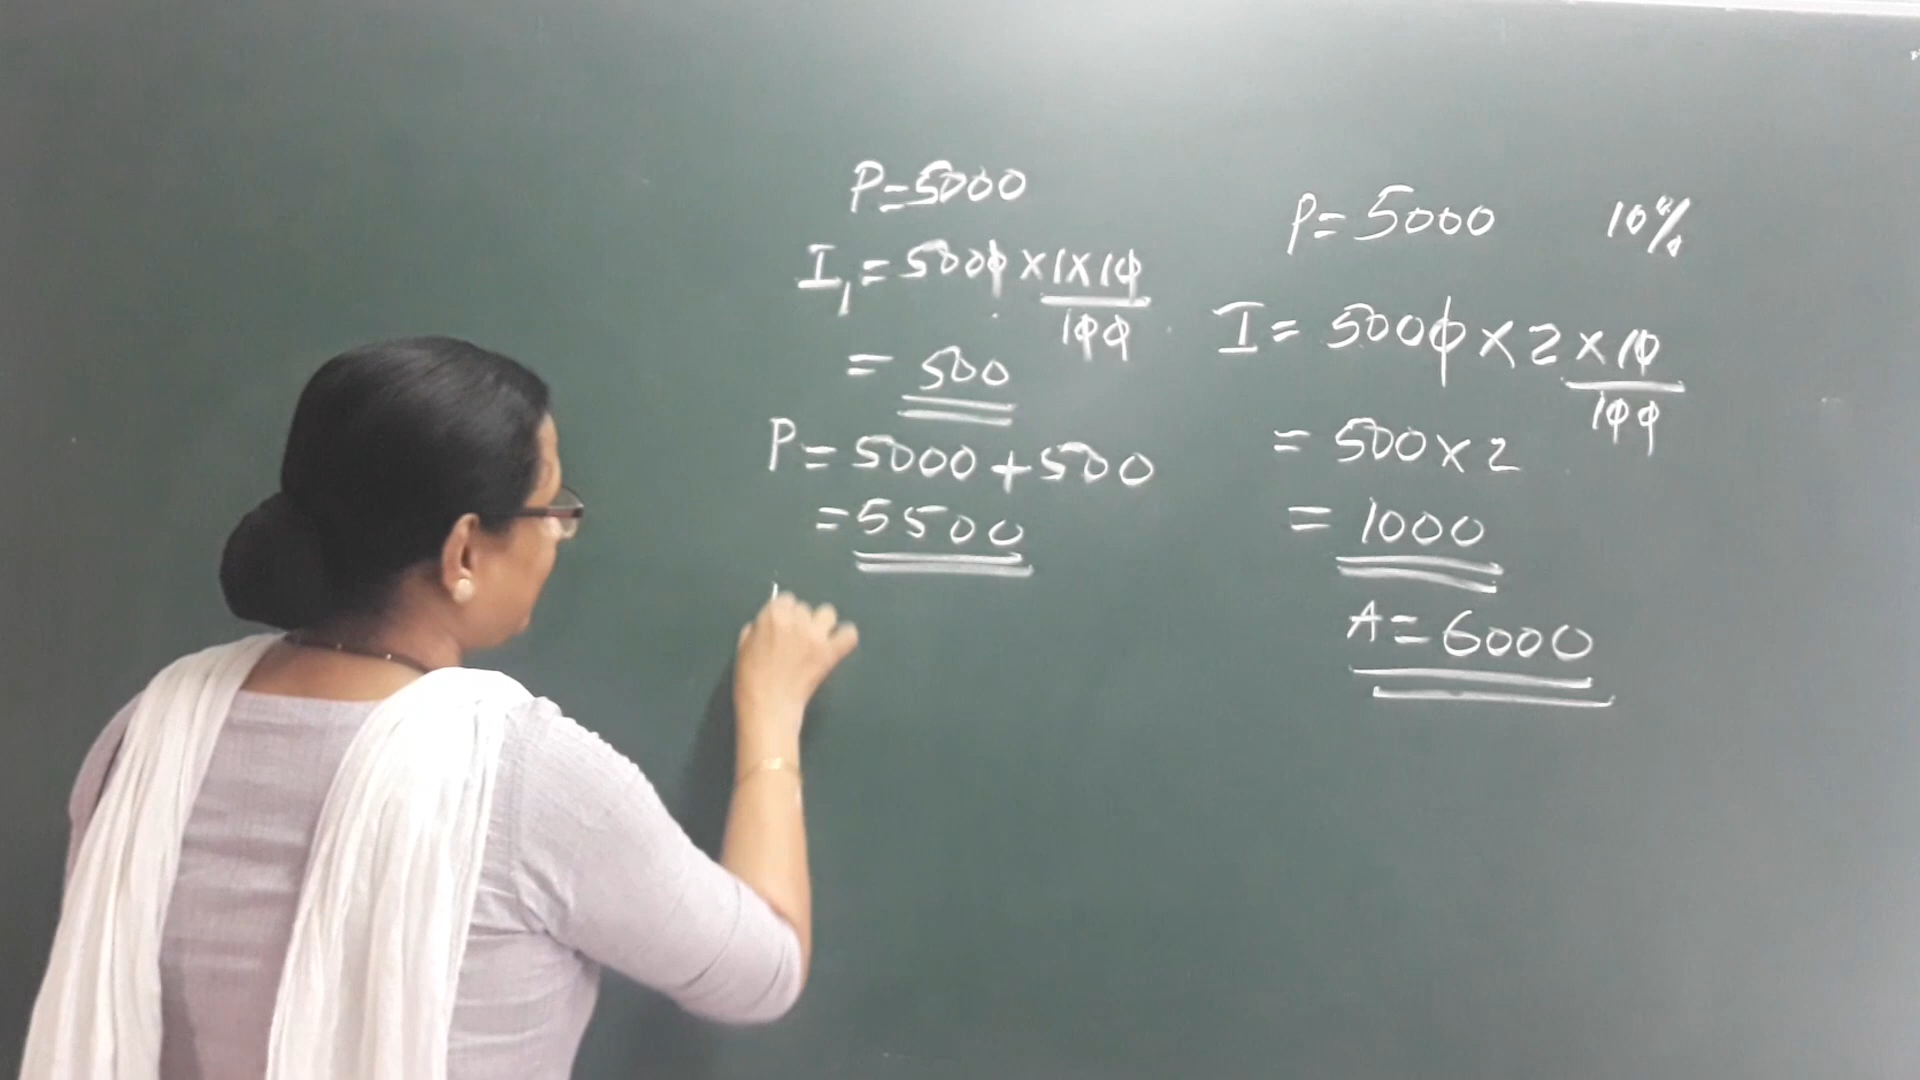 P=5000
I₁ = 5000 × 1×10
100
= 500
P= 5000 + 500
= 5500
P= 5000 10%
I = 5000 × 2 × 10
100
= 500 × 2
= 1000
A = 6000